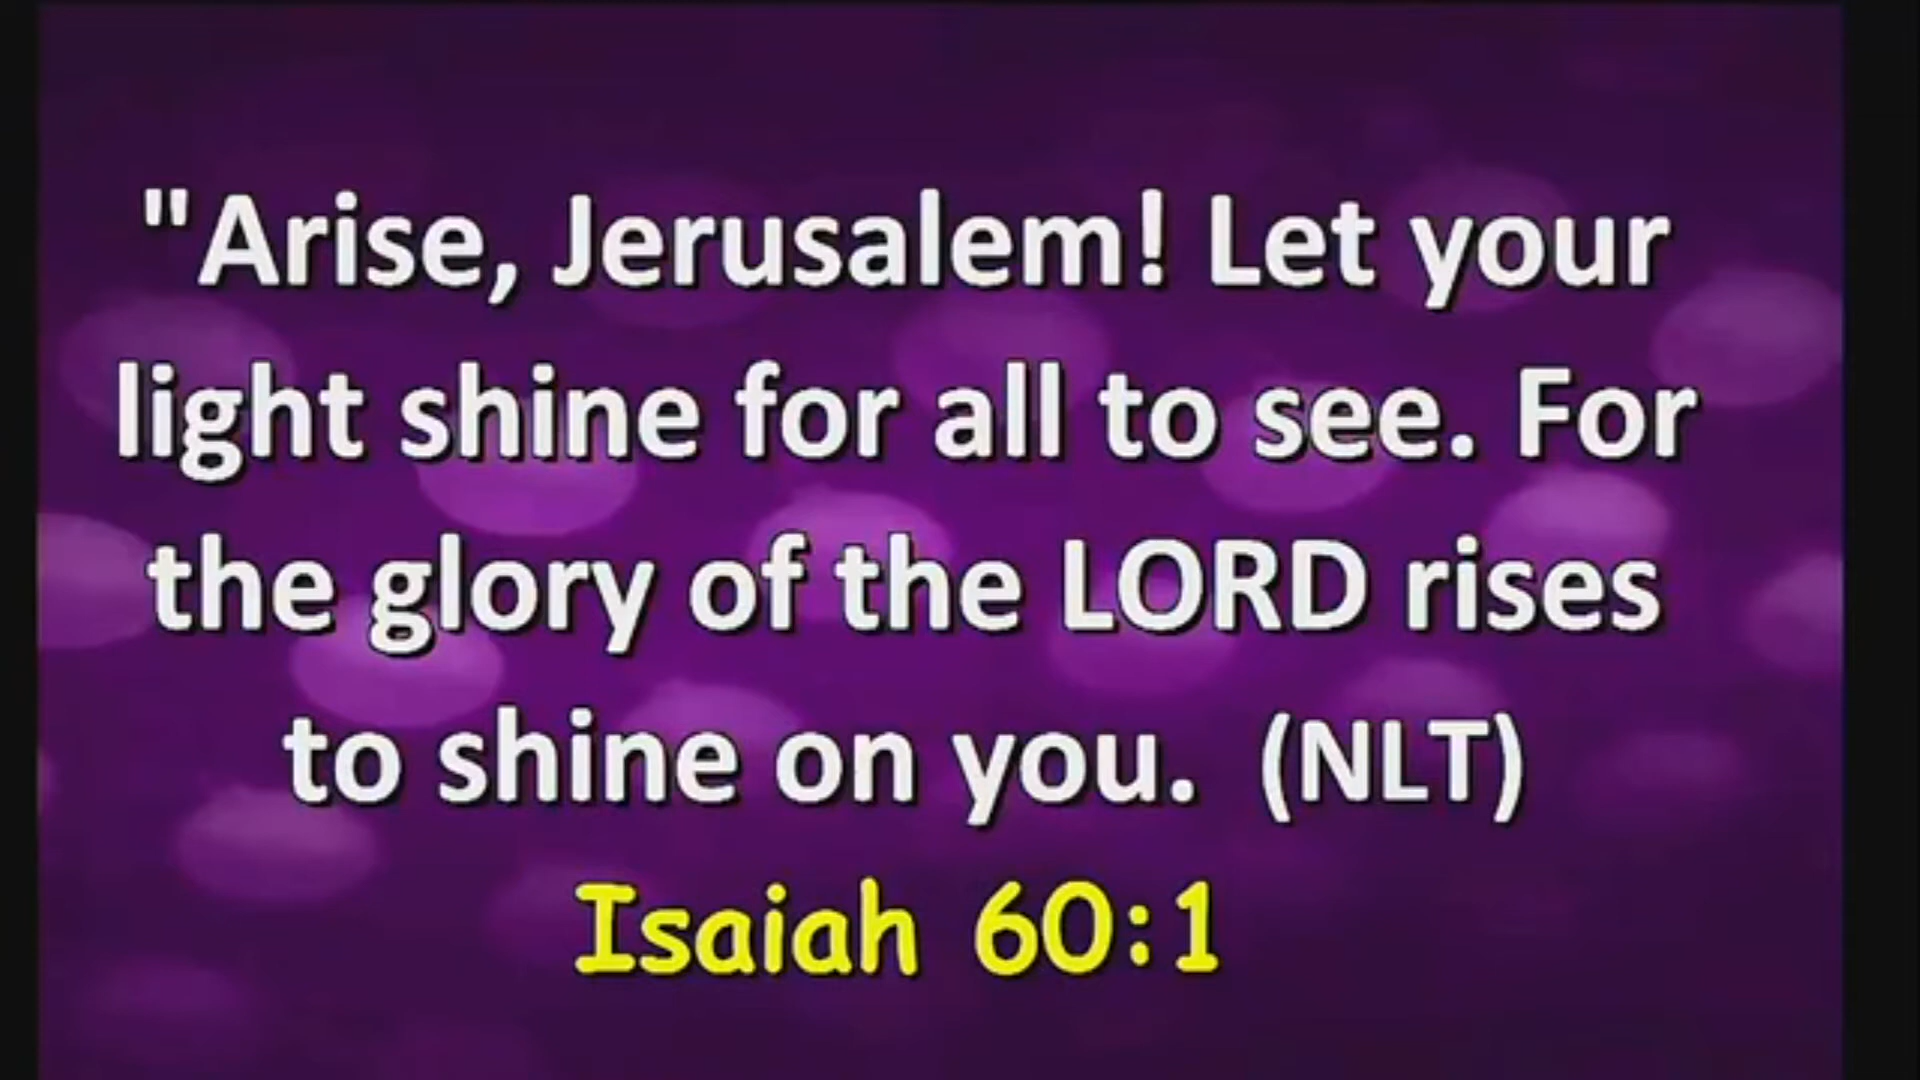 "Arise, Jerusalem! Let your
light shine for all to see. For
the glory of the LORD rises
to shine on you.  (NLT)
Isaiah 60:1